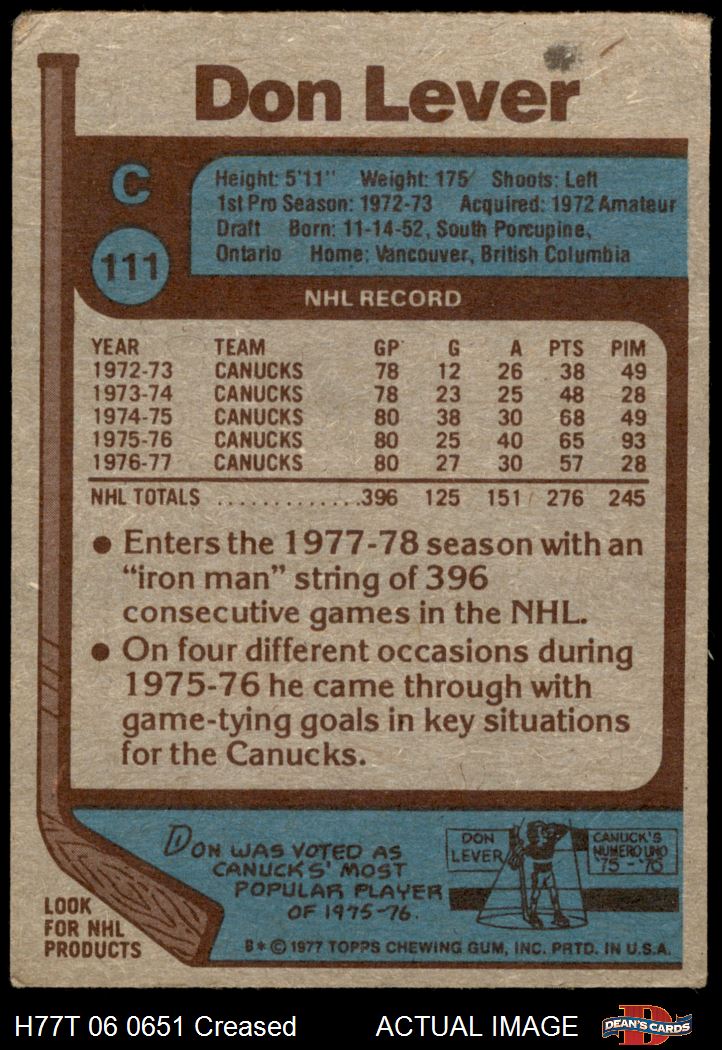 Don Lever
C
Height: 5'11" Weight: 175 Shoots: Left
1st Pro Season: 1972-73 Acquired: 1972 Amateur
Draft Born: 11-14-52, South Porcupine,
Ontario Home: Vancouver, British Columbia
111
NHL RECORD
YEAR TEAM GP G A PTS PIM
1972-73 CANUCKS 78 12 26 38 49
1973-74 CANUCKS 78 23 25 48 28
1974-75 CANUCKS 80 38 30 68 49
1975-76 CANUCKS 80 25 40 65 93
1976-77 CANUCKS 80 27 30 57 28
NHL TOTALS ..............396 125 151 276 245
● Enters the 1977-78 season with an
“iron man” string of 396
consecutive games in the NHL.
● On four different occasions during
1975-76 he came through with
game-tying goals in key situations
for the Canucks.
DON WAS VOTED AS
CANUCKS' MOST
POPULAR PLAYER
OF 1975-76.
DON
LEVER
CANUCK'S
NUMERO UNO
'75-'76
LOOK
FOR NHL
PRODUCTS
B* © 1977 TOPPS CHEWING GUM, INC. PRTD. IN U.S.A.
H77T 06 0651 Creased ACTUAL IMAGE
D
DEAN'S CARDS